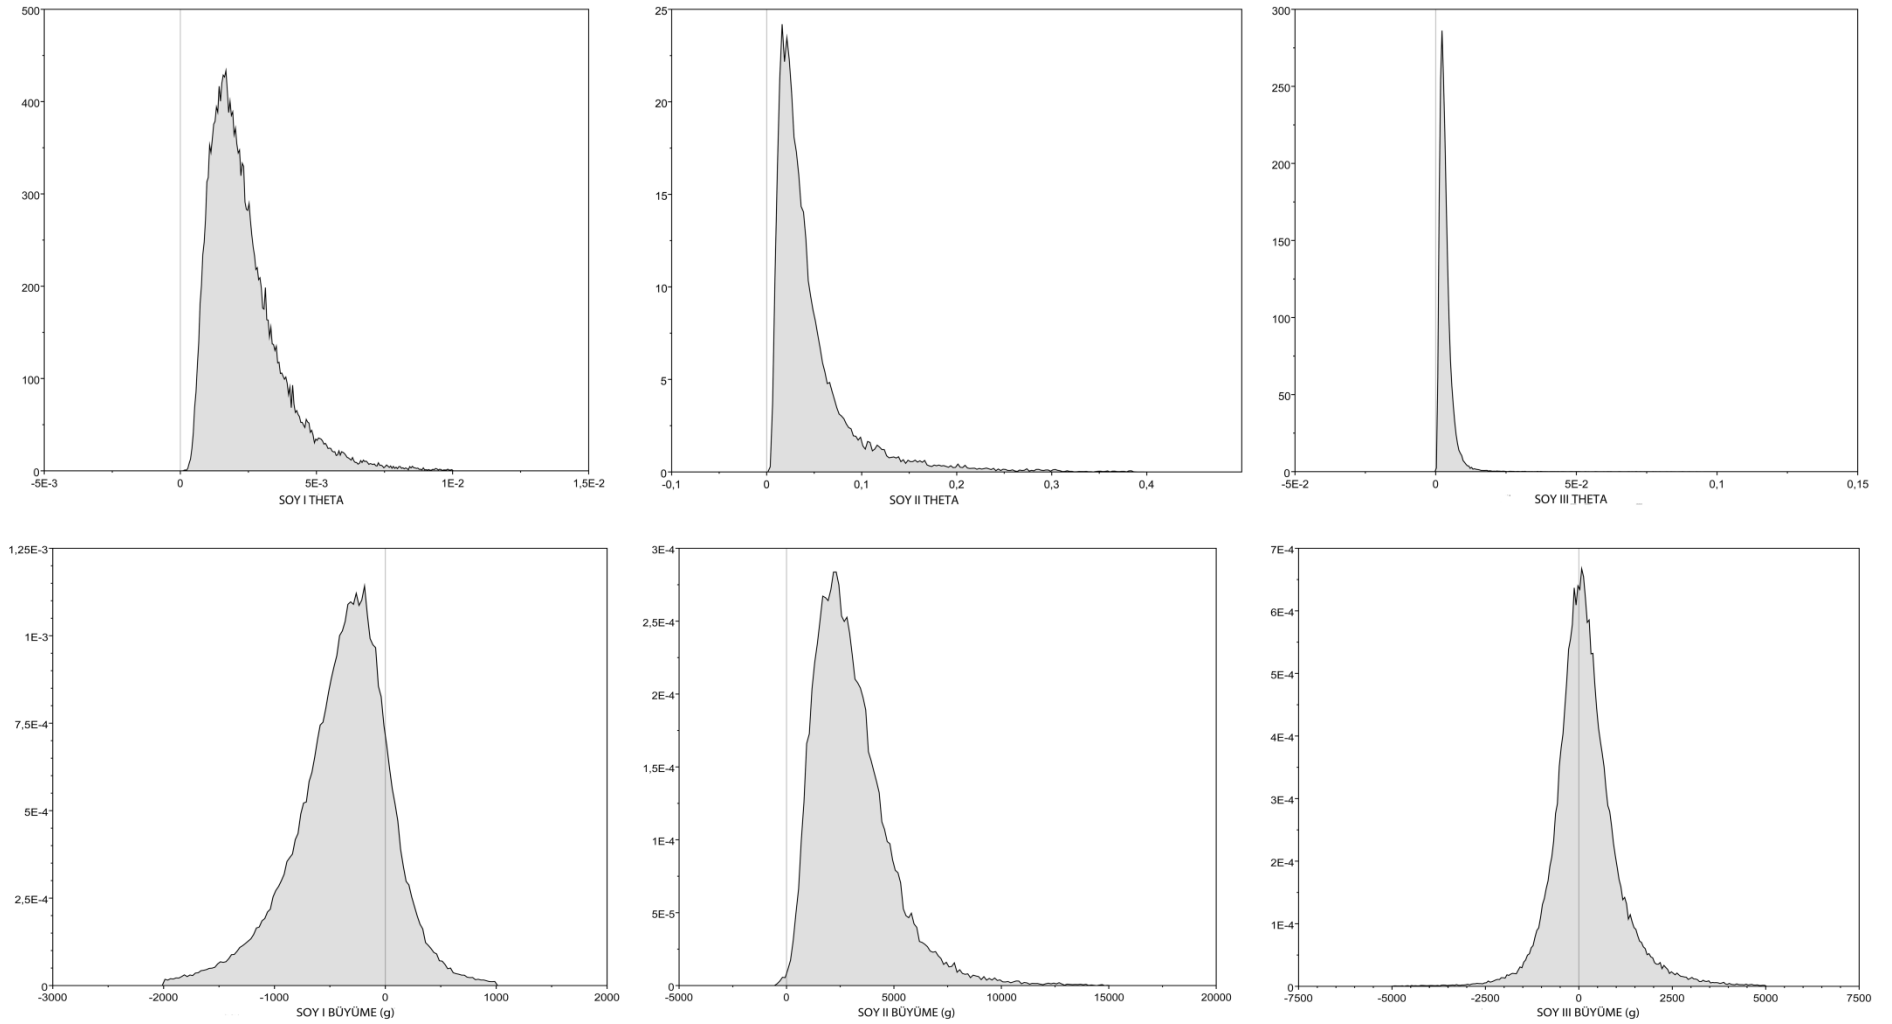 500
400
300
200
100
0
-5E-3 0 5E-3 1E-2 1,5E-2
SOY I THETA
25
20
15
10
5
0
-0,1 0 0,1 0,2 0,3 0,4
SOY II THETA
300
250
200
150
100
50
0
-5E-2 0 5E-2 0,1 0,15
SOY III THETA
1,25E-3
1E-3
7,5E-4
5E-4
2,5E-4
0
-3000 -2000 -1000 0 1000 2000
SOY I BÜYÜME (g)
3E-4
2,5E-4
2E-4
1,5E-4
1E-4
5E-5
0
-5000 0 5000 10000 15000 20000
SOY II BÜYÜME (g)
7E-4
6E-4
5E-4
4E-4
3E-4
2E-4
1E-4
0
-7500 -5000 -2500 0 2500 5000 7500
SOY III BÜYÜME (g)